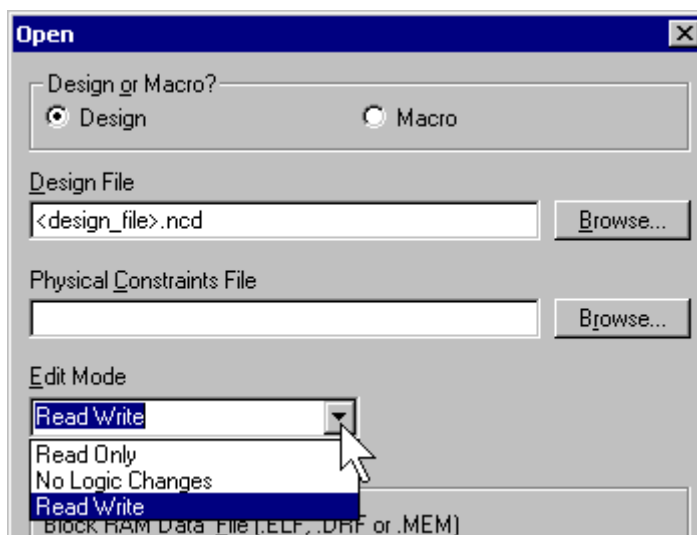 Open
Design or Macro?
Design
Macro
Design File
<design_file>.ncd
Browse...
Physical Constraints File
Browse...
Edit Mode
Read Write
Read Only
No Logic Changes
Read Write
Block RAM Data File (.ELF, .DRF or .MEM)